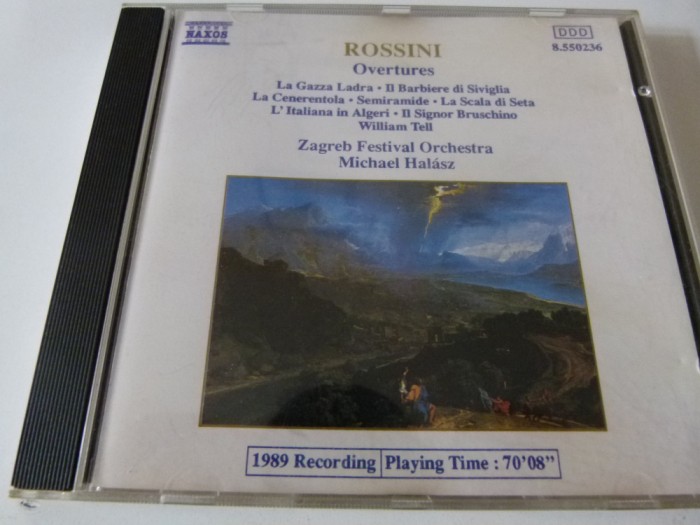 NAXOS
DDD
8.550236
ROSSINI
Overtures
La Gazza Ladra • Il Barbiere di Siviglia
La Cenerentola • Semiramide • La Scala di Seta
L' Italiana in Algeri • Il Signor Bruschino
William Tell
Zagreb Festival Orchestra
Michael Halász
1989 Recording Playing Time : 70'08"